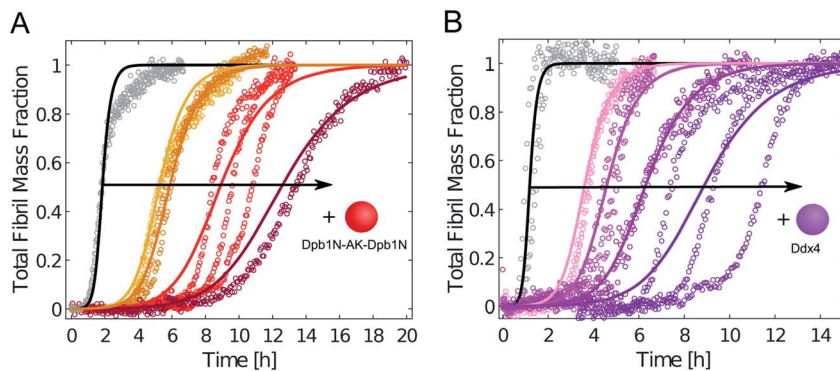 A
Total Fibril Mass Fraction
1
0.8
0.6
0.4
0.2
0
+
Dpb1N-AK-Dpb1N
0 2 4 6 8 10 12 14 16 18 20
Time [h]
B
Total Fibril Mass Fraction
1
0.8
0.6
0.4
0.2
0
+
Ddx4
0 2 4 6 8 10 12 14
Time [h]